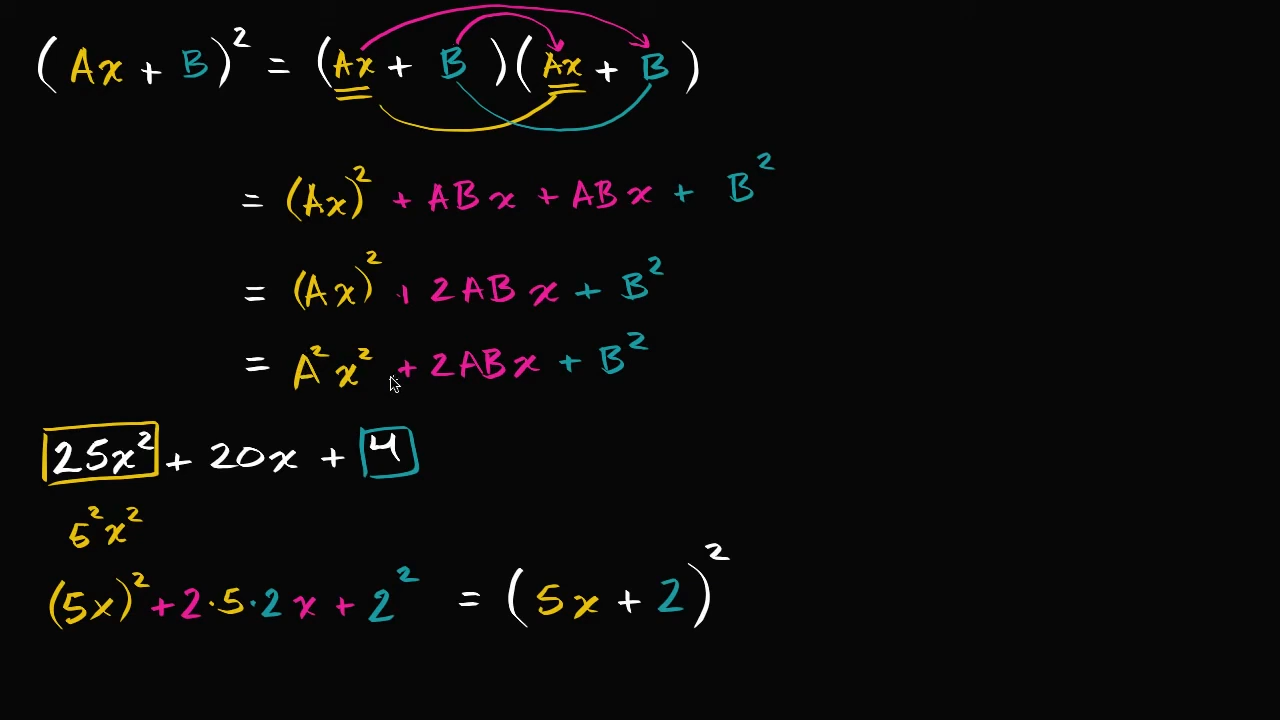 (Ax + B)² = (Ax + B)(Ax + B)
= (Ax)² + ABx + ABx + B²
= (Ax)² + 2ABx + B²
= A²x² + 2ABx + B²
25x² + 20x + 4
5²x²
(5x)² + 2·5·2x + 2² = (5x + 2)²